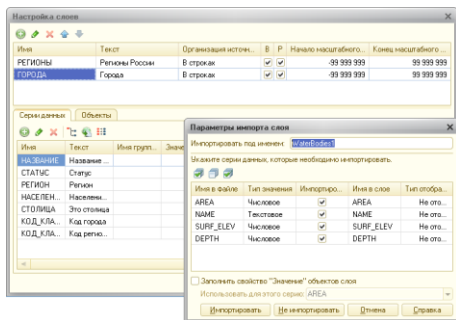 Настройка слоев
Имя Текст Организация источн... В Р Начало масштабного... Конец масштабного ...
РЕГИОНЫ Регионы России В строках -99 999 999 99 999 999
ГОРОДА Города В строках -99 999 999 99 999 999
Серии данных Объекты
Имя Текст Имя групп... Значе
НАЗВАНИЕ Название ...
СТАТУС Статус
РЕГИОН Регион
НАСЕЛЕН... Населени...
СТОЛИЦА Это столица
КОД_КЛА... Код города
КОД_КЛА... Код регио...
Параметры импорта слоя
Импортировать под именем: WaterBodies1
Укажите серии данных, которые необходимо импортировать.
Имя в файле Тип значения Импортиро... Имя в слое Тип отобра...
AREA Числовое AREA Не ото...
NAME Текстовое NAME Не ото...
SURF_ELEV Числовое SURF_ELEV Не ото...
DEPTH Числовое DEPTH Не ото...
Заполнить свойство "Значение" объектов слоя
Использовать для этого серию: AREA
Импортировать Не импортировать Отмена Справка